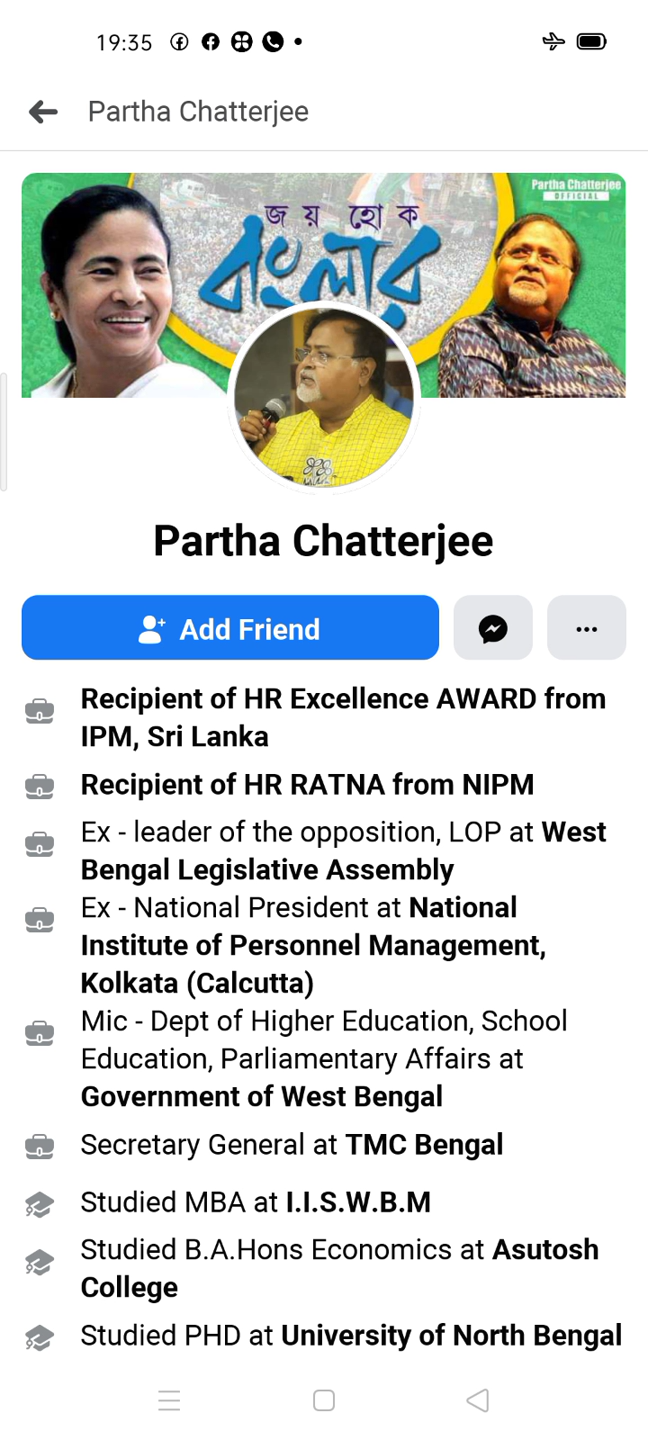 19:35
Partha Chatterjee
Partha Chatterjee
OFFICIAL
জয় হোক
বাংলার
Partha Chatterjee
Add Friend
Recipient of HR Excellence AWARD from
IPM, Sri Lanka
Recipient of HR RATNA from NIPM
Ex - leader of the opposition, LOP at West
Bengal Legislative Assembly
Ex - National President at National
Institute of Personnel Management,
Kolkata (Calcutta)
Mic - Dept of Higher Education, School
Education, Parliamentary Affairs at
Government of West Bengal
Secretary General at TMC Bengal
Studied MBA at I.I.S.W.B.M
Studied B.A.Hons Economics at Asutosh
College
Studied PHD at University of North Bengal